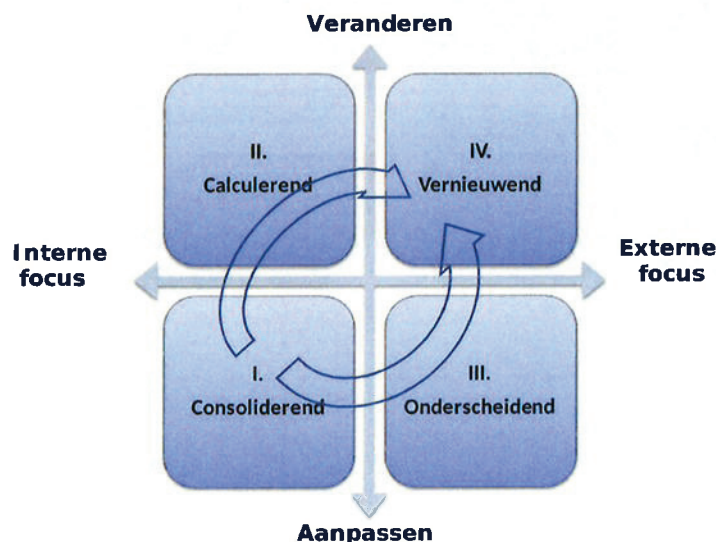 Veranderen
II.
Calculerend
IV.
Vernieuwend
Interne
focus
Externe
focus
I.
Consoliderend
III.
Onderscheidend
Aanpassen